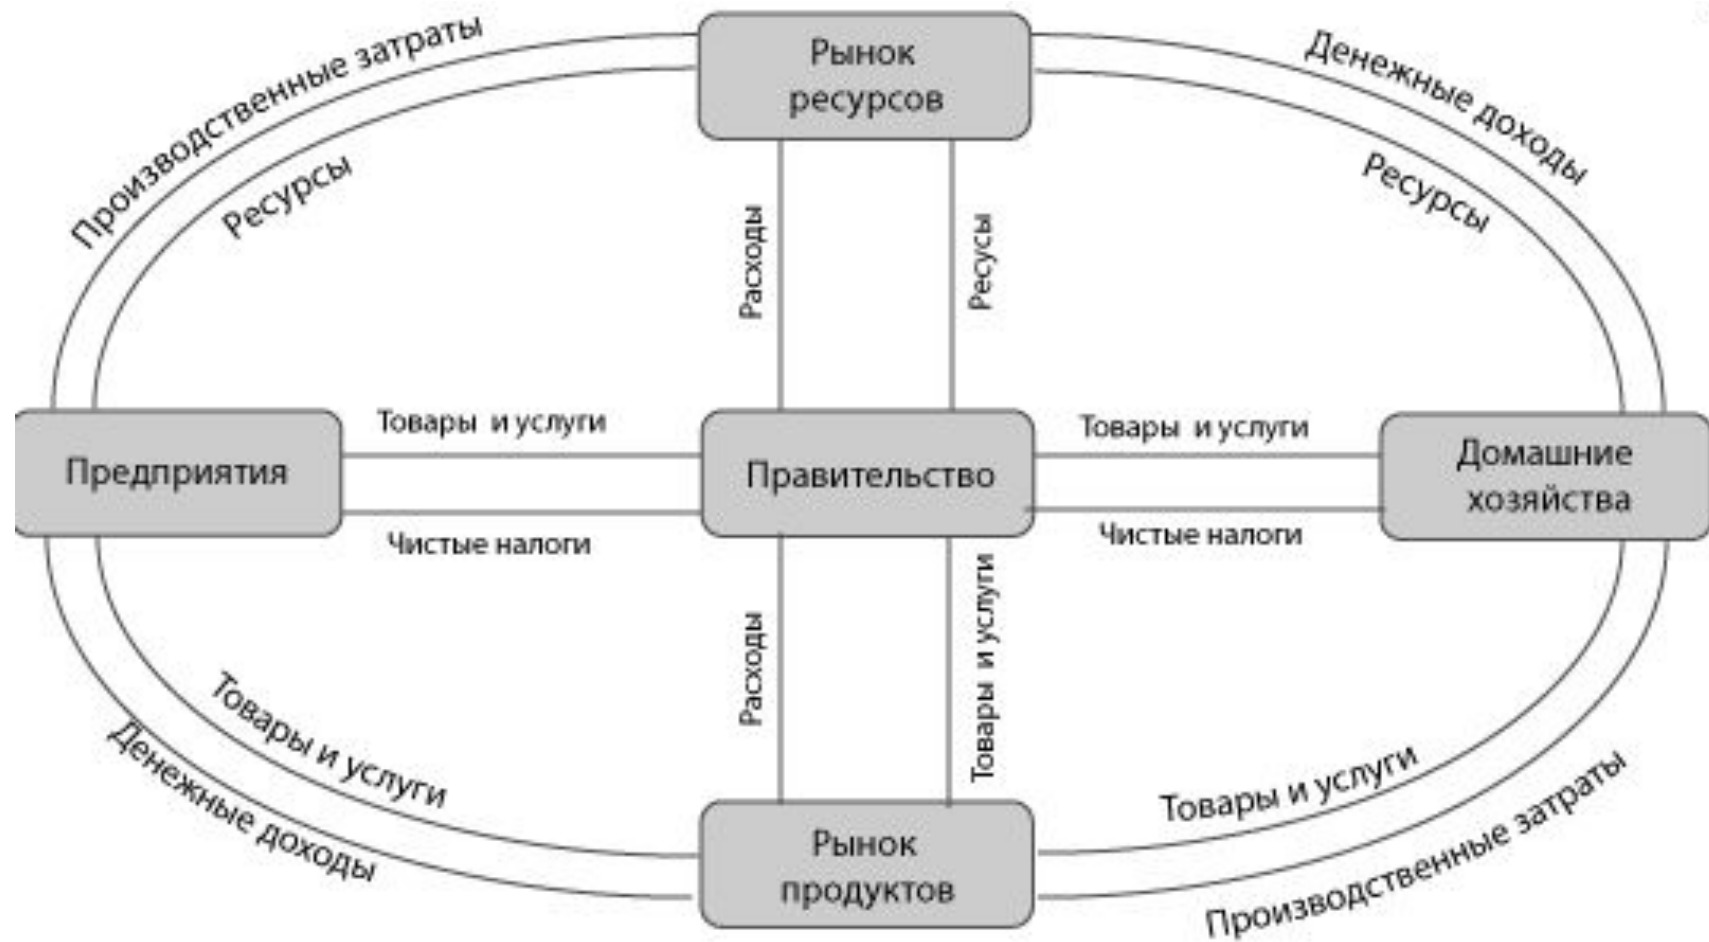 Производственные затраты
Рынок
ресурсов
Денежные доходы
Ресурсы
Ресурсы
Расходы
Ресусы
Товары и услуги
Товары и услуги
Предприятия
Правительство
Домашние
хозяйства
Чистые налоги
Чистые налоги
Расходы
Товары и услуги
Товары и услуги
Денежные доходы
Товары и услуги
Производственные затраты
Рынок
продуктов